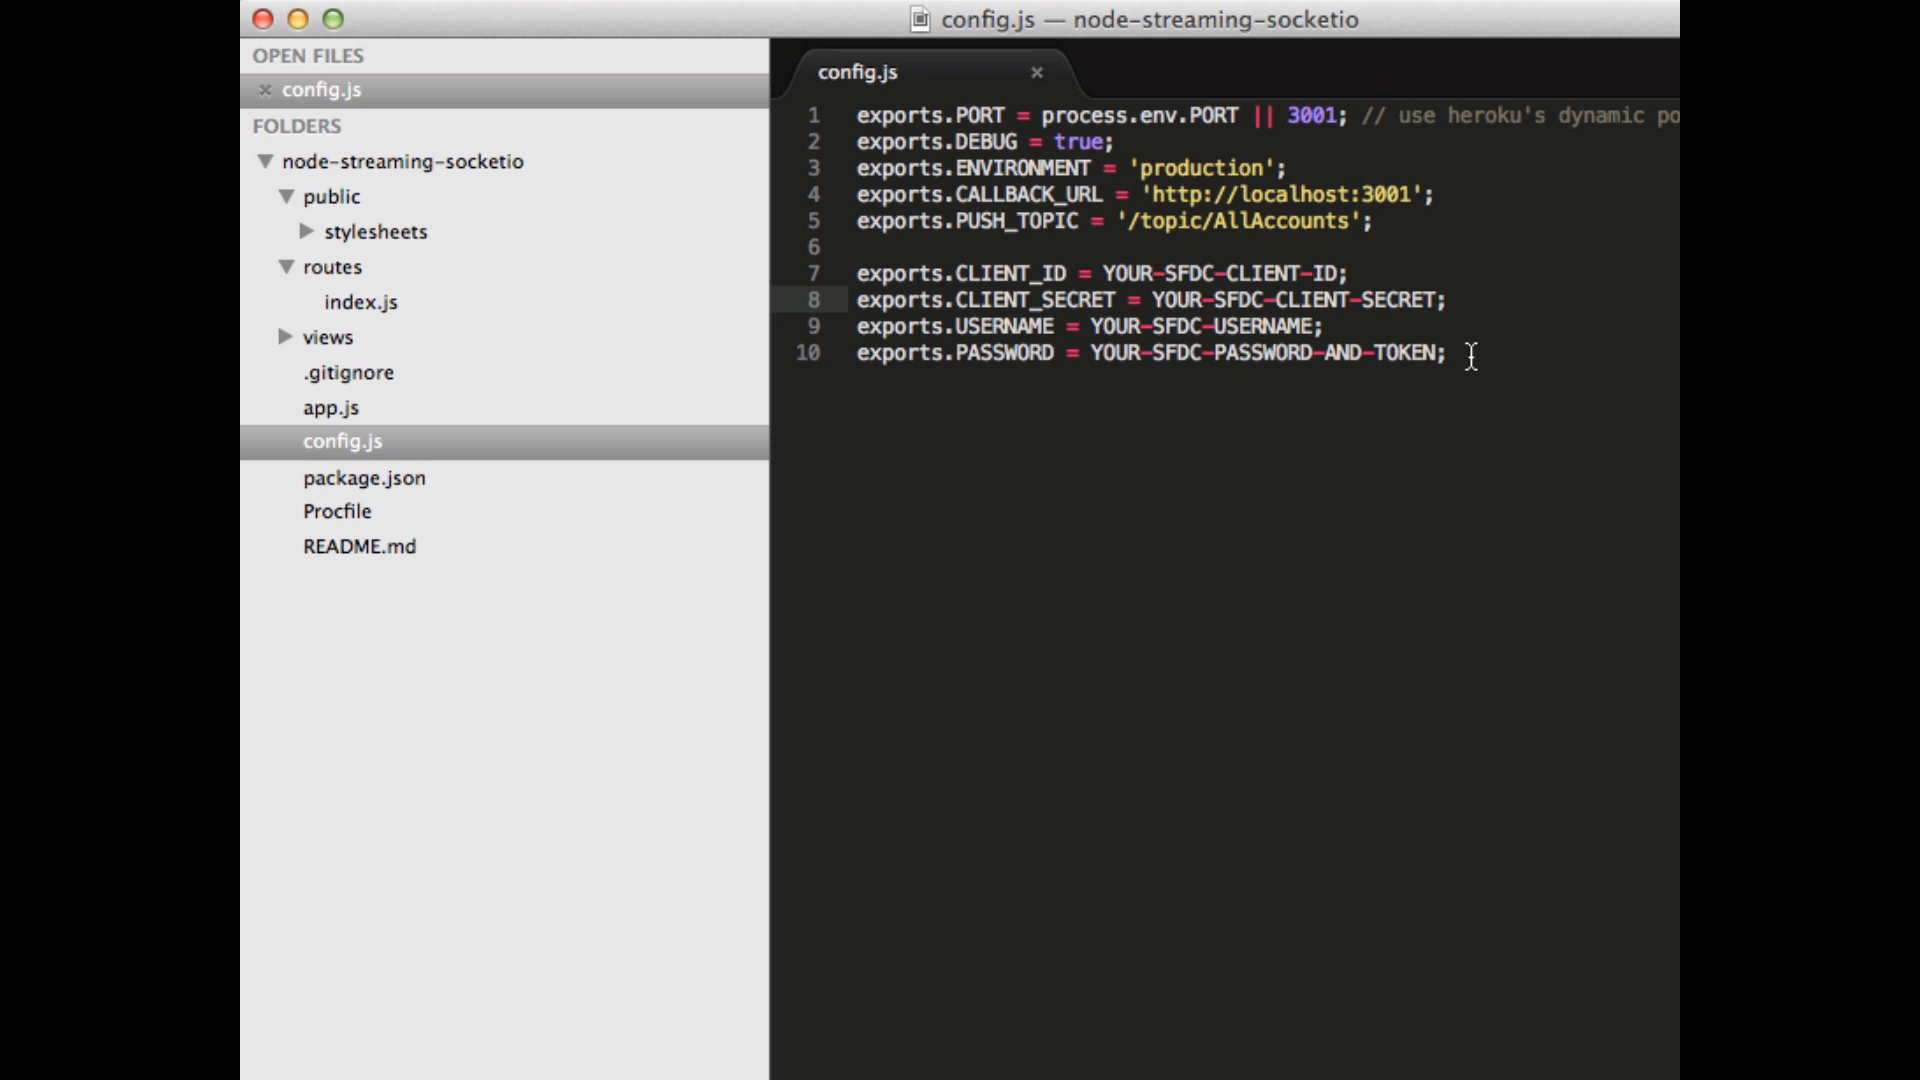 config.js — node-streaming-socketio
OPEN FILES
config.js
FOLDERS
node-streaming-socketio
public
stylesheets
routes
index.js
views
.gitignore
app.js
config.js
package.json
Procfile
README.md
config.js
1 exports.PORT = process.env.PORT || 3001; // use heroku's dynamic po
2 exports.DEBUG = true;
3 exports.ENVIRONMENT = 'production';
4 exports.CALLBACK_URL = 'http://localhost:3001';
5 exports.PUSH_TOPIC = '/topic/AllAccounts';
6
7 exports.CLIENT_ID = YOUR-SFDC-CLIENT-ID;
8 exports.CLIENT_SECRET = YOUR-SFDC-CLIENT-SECRET;
9 exports.USERNAME = YOUR-SFDC-USERNAME;
10 exports.PASSWORD = YOUR-SFDC-PASSWORD-AND-TOKEN;